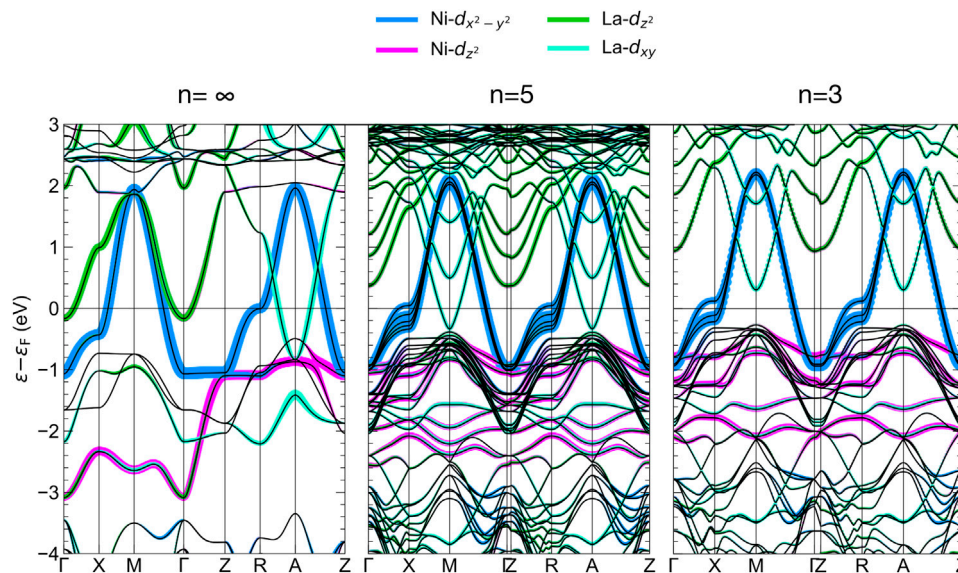 Ni-dx²−y² La-dz²
Ni-dz² La-dxy
n= ∞ n=5 n=3
ε−εF (eV)
3
2
1
0
−1
−2
−3
−4
Γ X M Γ Z R A Z Γ X M ΓZ R A Z Γ X M ΓZ R A Z